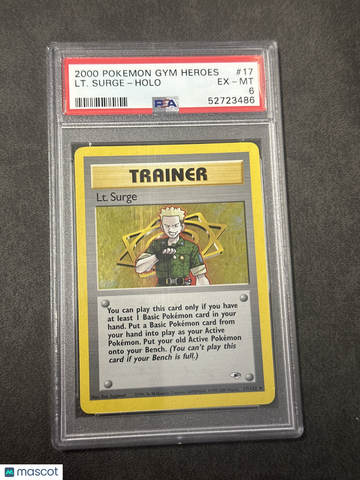 2000 POKEMON GYM HEROES #17
LT. SURGE - HOLO EX - MT
PSA 6
52723486
TRAINER
Lt. Surge
You can play this card only if you have
at least 1 Basic Pokémon card in your
hand. Put a Basic Pokémon card from
your hand into play as your Active
Pokémon. Put your old Active Pokémon
onto your Bench. (You can't play this
card if your Bench is full.)
mascot